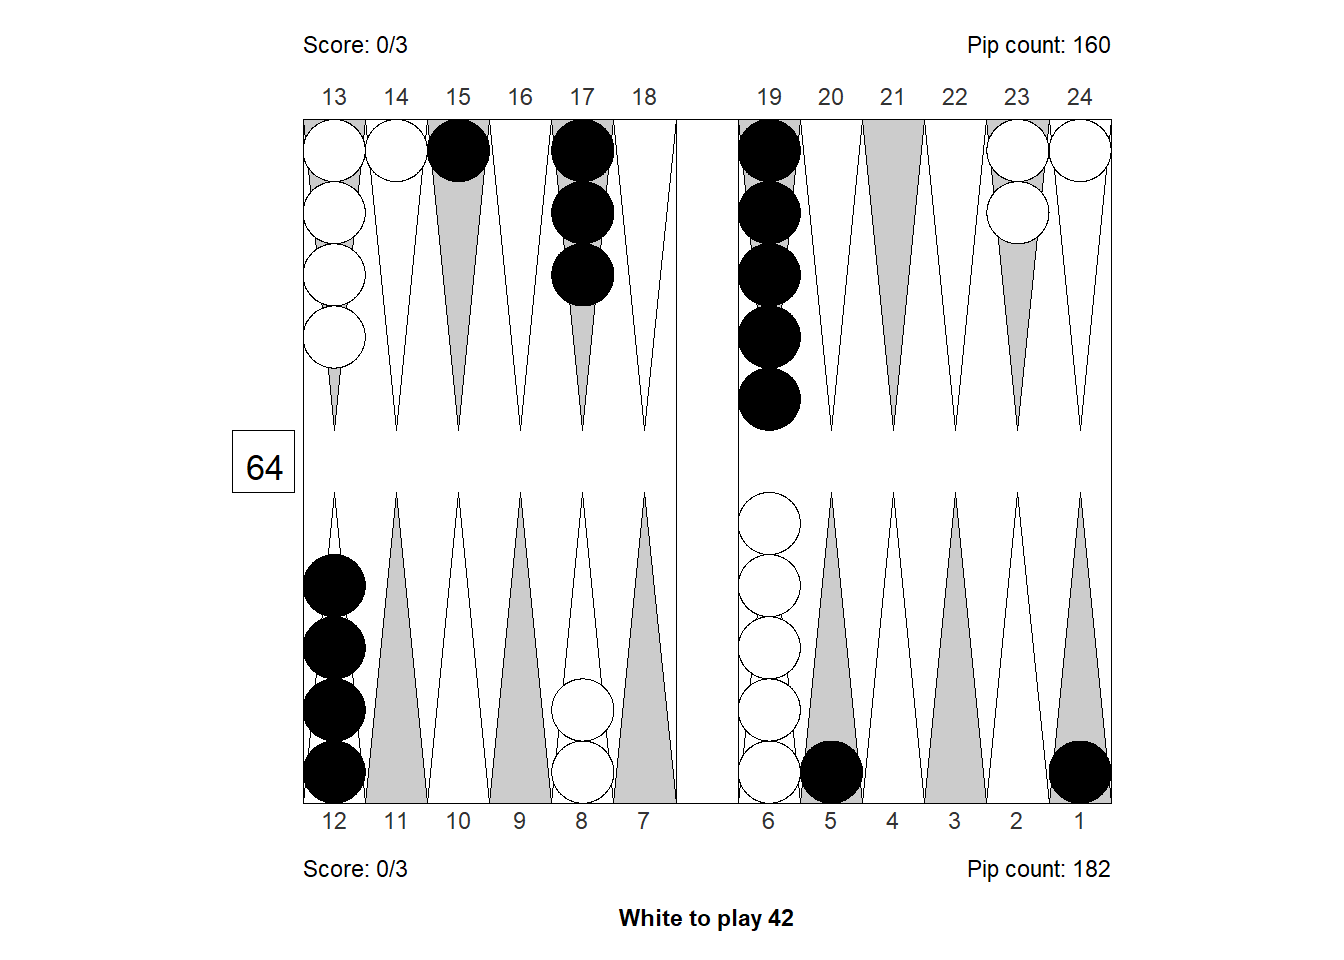 Score: 0/3 Pip count: 160
13 14 15 16 17 18 19 20 21 22 23 24
64
12 11 10 9 8 7 6 5 4 3 2 1
Score: 0/3 Pip count: 182
White to play 42